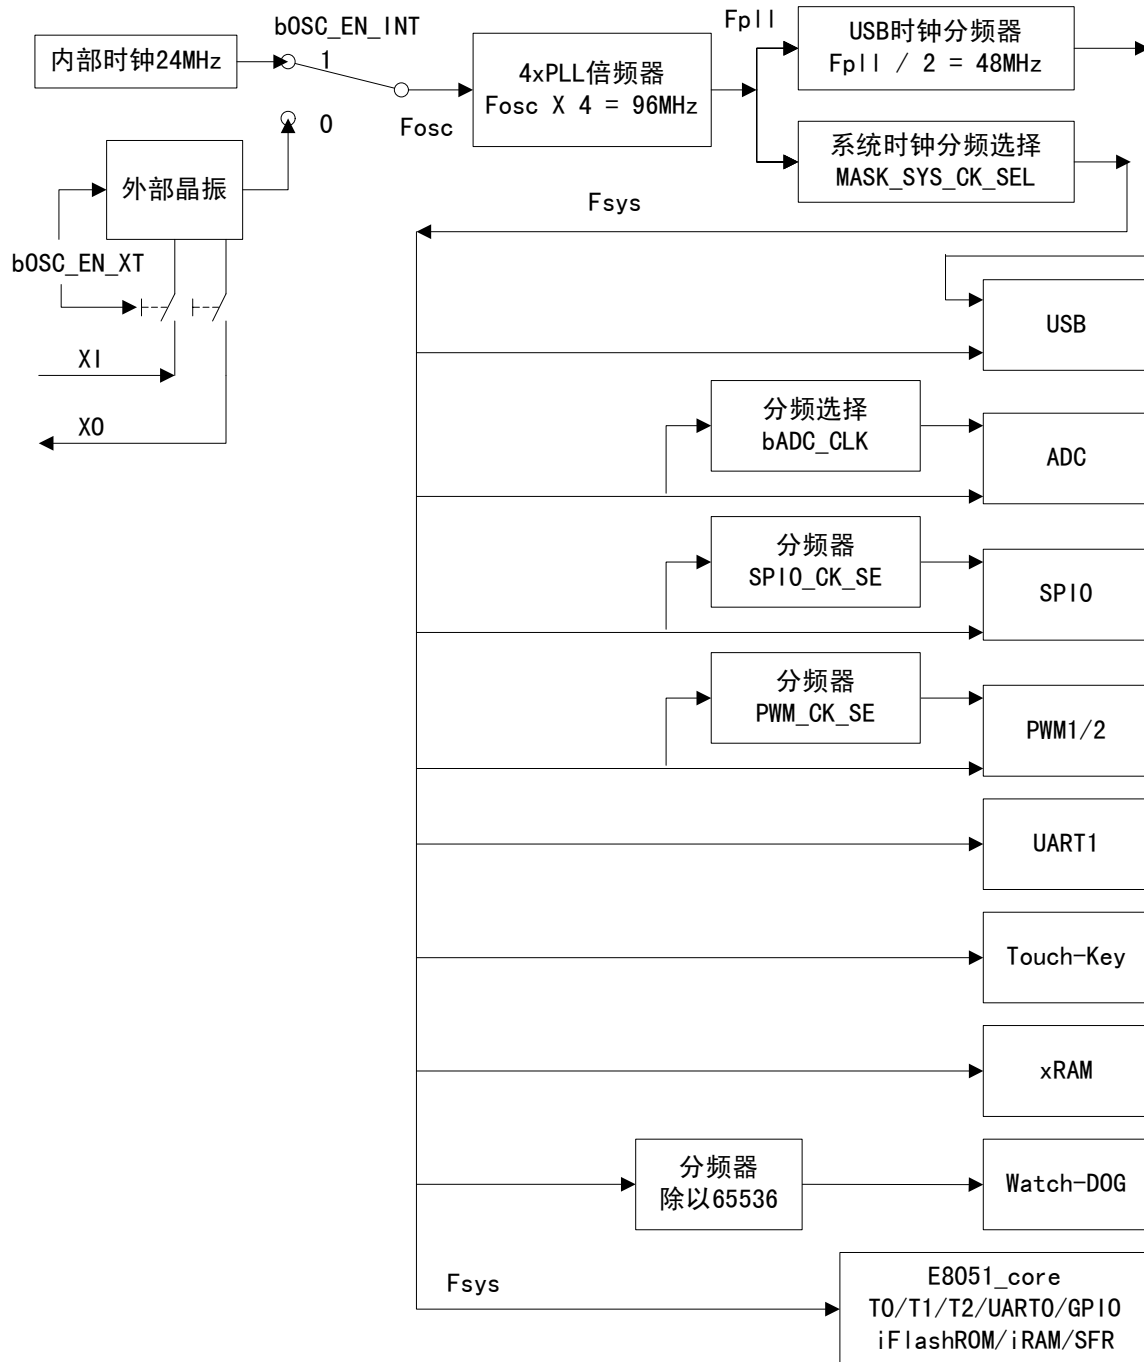 bOSC_EN_INT
Fpll
内部时钟24MHz
1
0
Fosc
4xPLL倍频器
Fosc X 4 = 96MHz
USB时钟分频器
Fpll / 2 = 48MHz
系统时钟分频选择
MASK_SYS_CK_SEL
外部晶振
bOSC_EN_XT
XI
XO
Fsys
USB
分频选择
bADC_CLK
ADC
分频器
SPI0_CK_SE
SPI0
分频器
PWM_CK_SE
PWM1/2
UART1
Touch-Key
xRAM
分频器
除以65536
Watch-DOG
Fsys
E8051_core
T0/T1/T2/UART0/GPIO
iFlashROM/iRAM/SFR